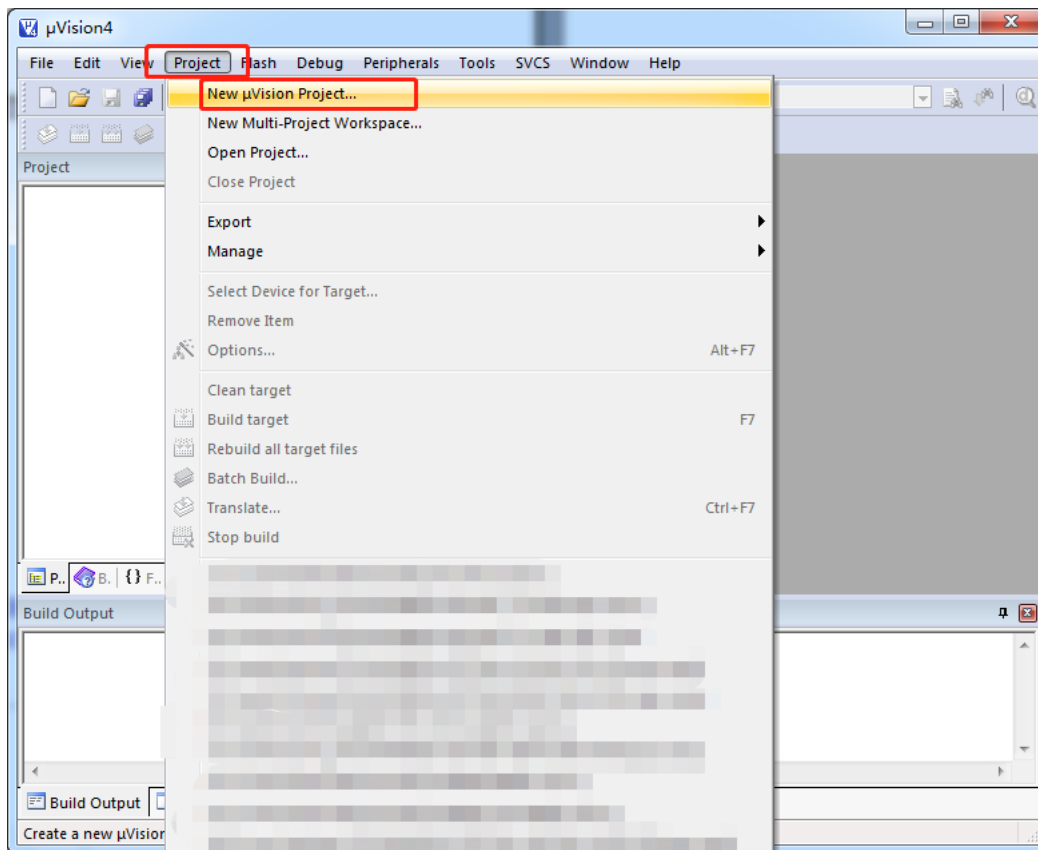 µVision4
File Edit View Project Flash Debug Peripherals Tools SVCS Window Help
New µVision Project...
New Multi-Project Workspace...
Open Project...
Close Project
Export
Manage
Select Device for Target...
Remove Item
Options... Alt+F7
Clean target
Build target F7
Rebuild all target files
Batch Build...
Translate... Ctrl+F7
Stop build
Project
P.. B. {} F..
Build Output
Build Output
Create a new µVision